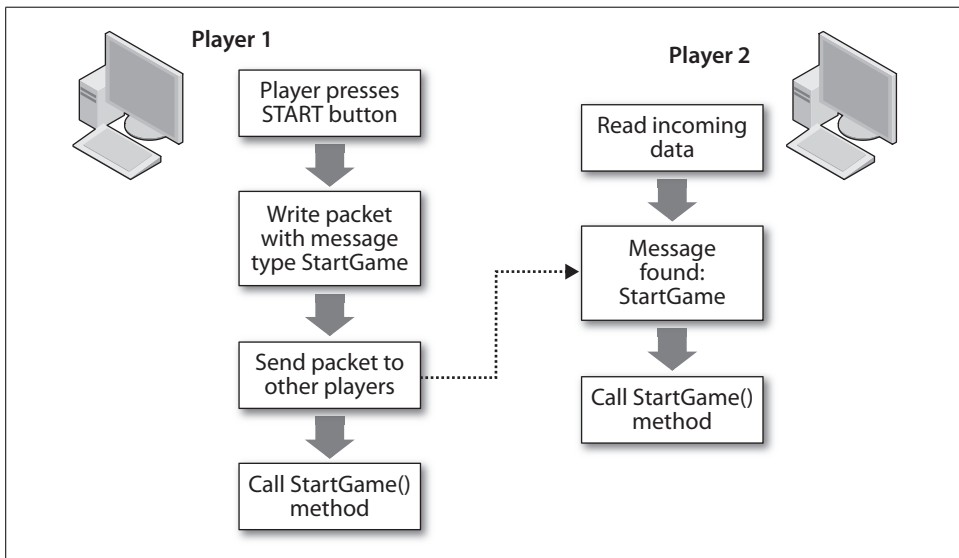 Player 1
Player presses
START button
Write packet
with message
type StartGame
Send packet to
other players
Call StartGame()
method
Player 2
Read incoming
data
Message
found:
StartGame
Call StartGame()
method